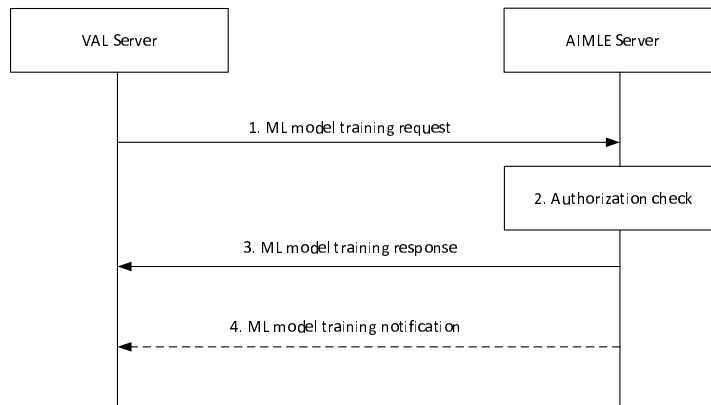 VAL Server
AIMLE Server
1. ML model training request
2. Authorization check
3. ML model training response
4. ML model training notification